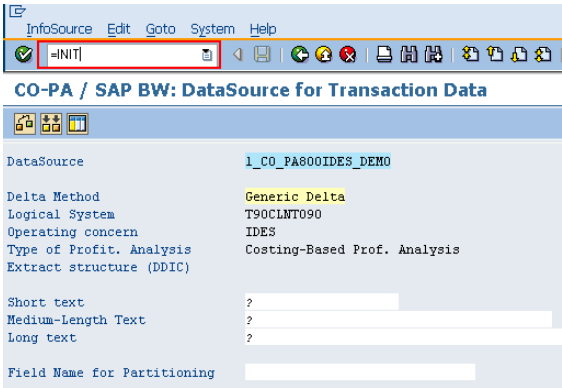 InfoSource Edit Goto System Help
=INIT
CO-PA / SAP BW: DataSource for Transaction Data
DataSource 1_CO_PA800IDES_DEMO
Delta Method Generic Delta
Logical System T90CLNT090
Operating concern IDES
Type of Profit. Analysis Costing-Based Prof. Analysis
Extract structure (DDIC)
Short text ?
Medium-Length Text ?
Long text ?
Field Name for Partitioning